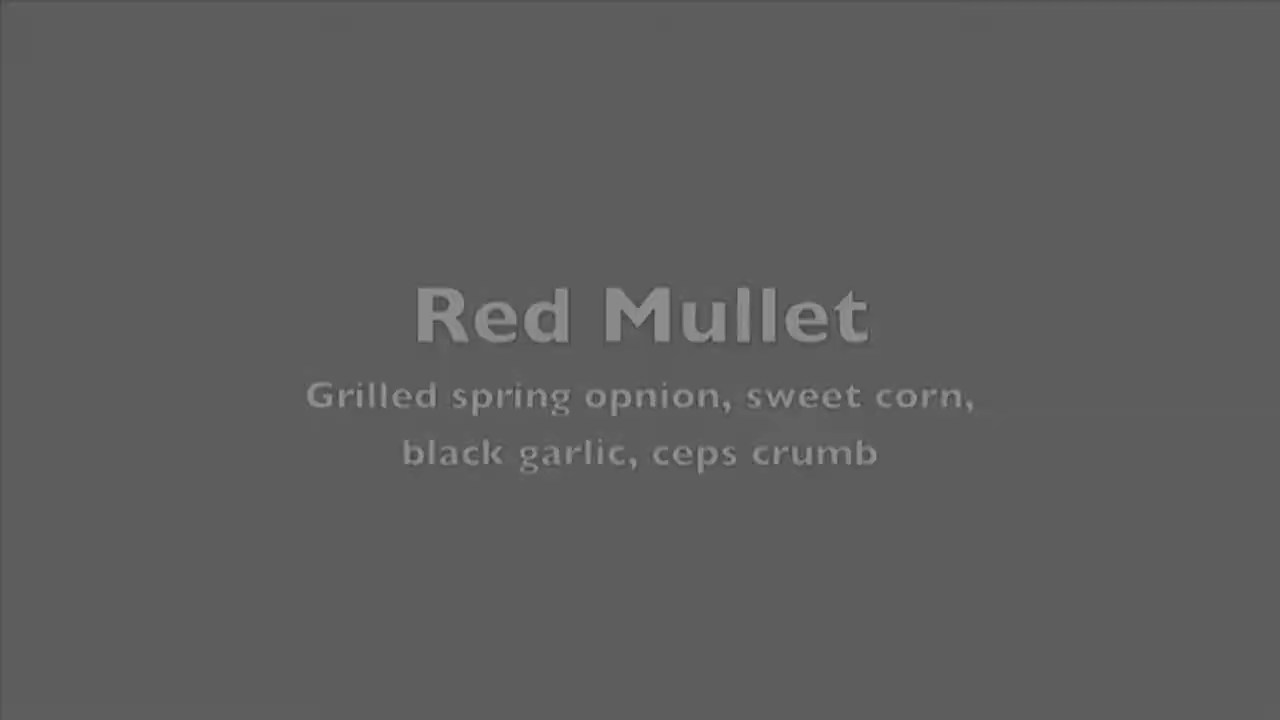 Red Mullet
Grilled spring opnion, sweet corn,
black garlic, ceps crumb